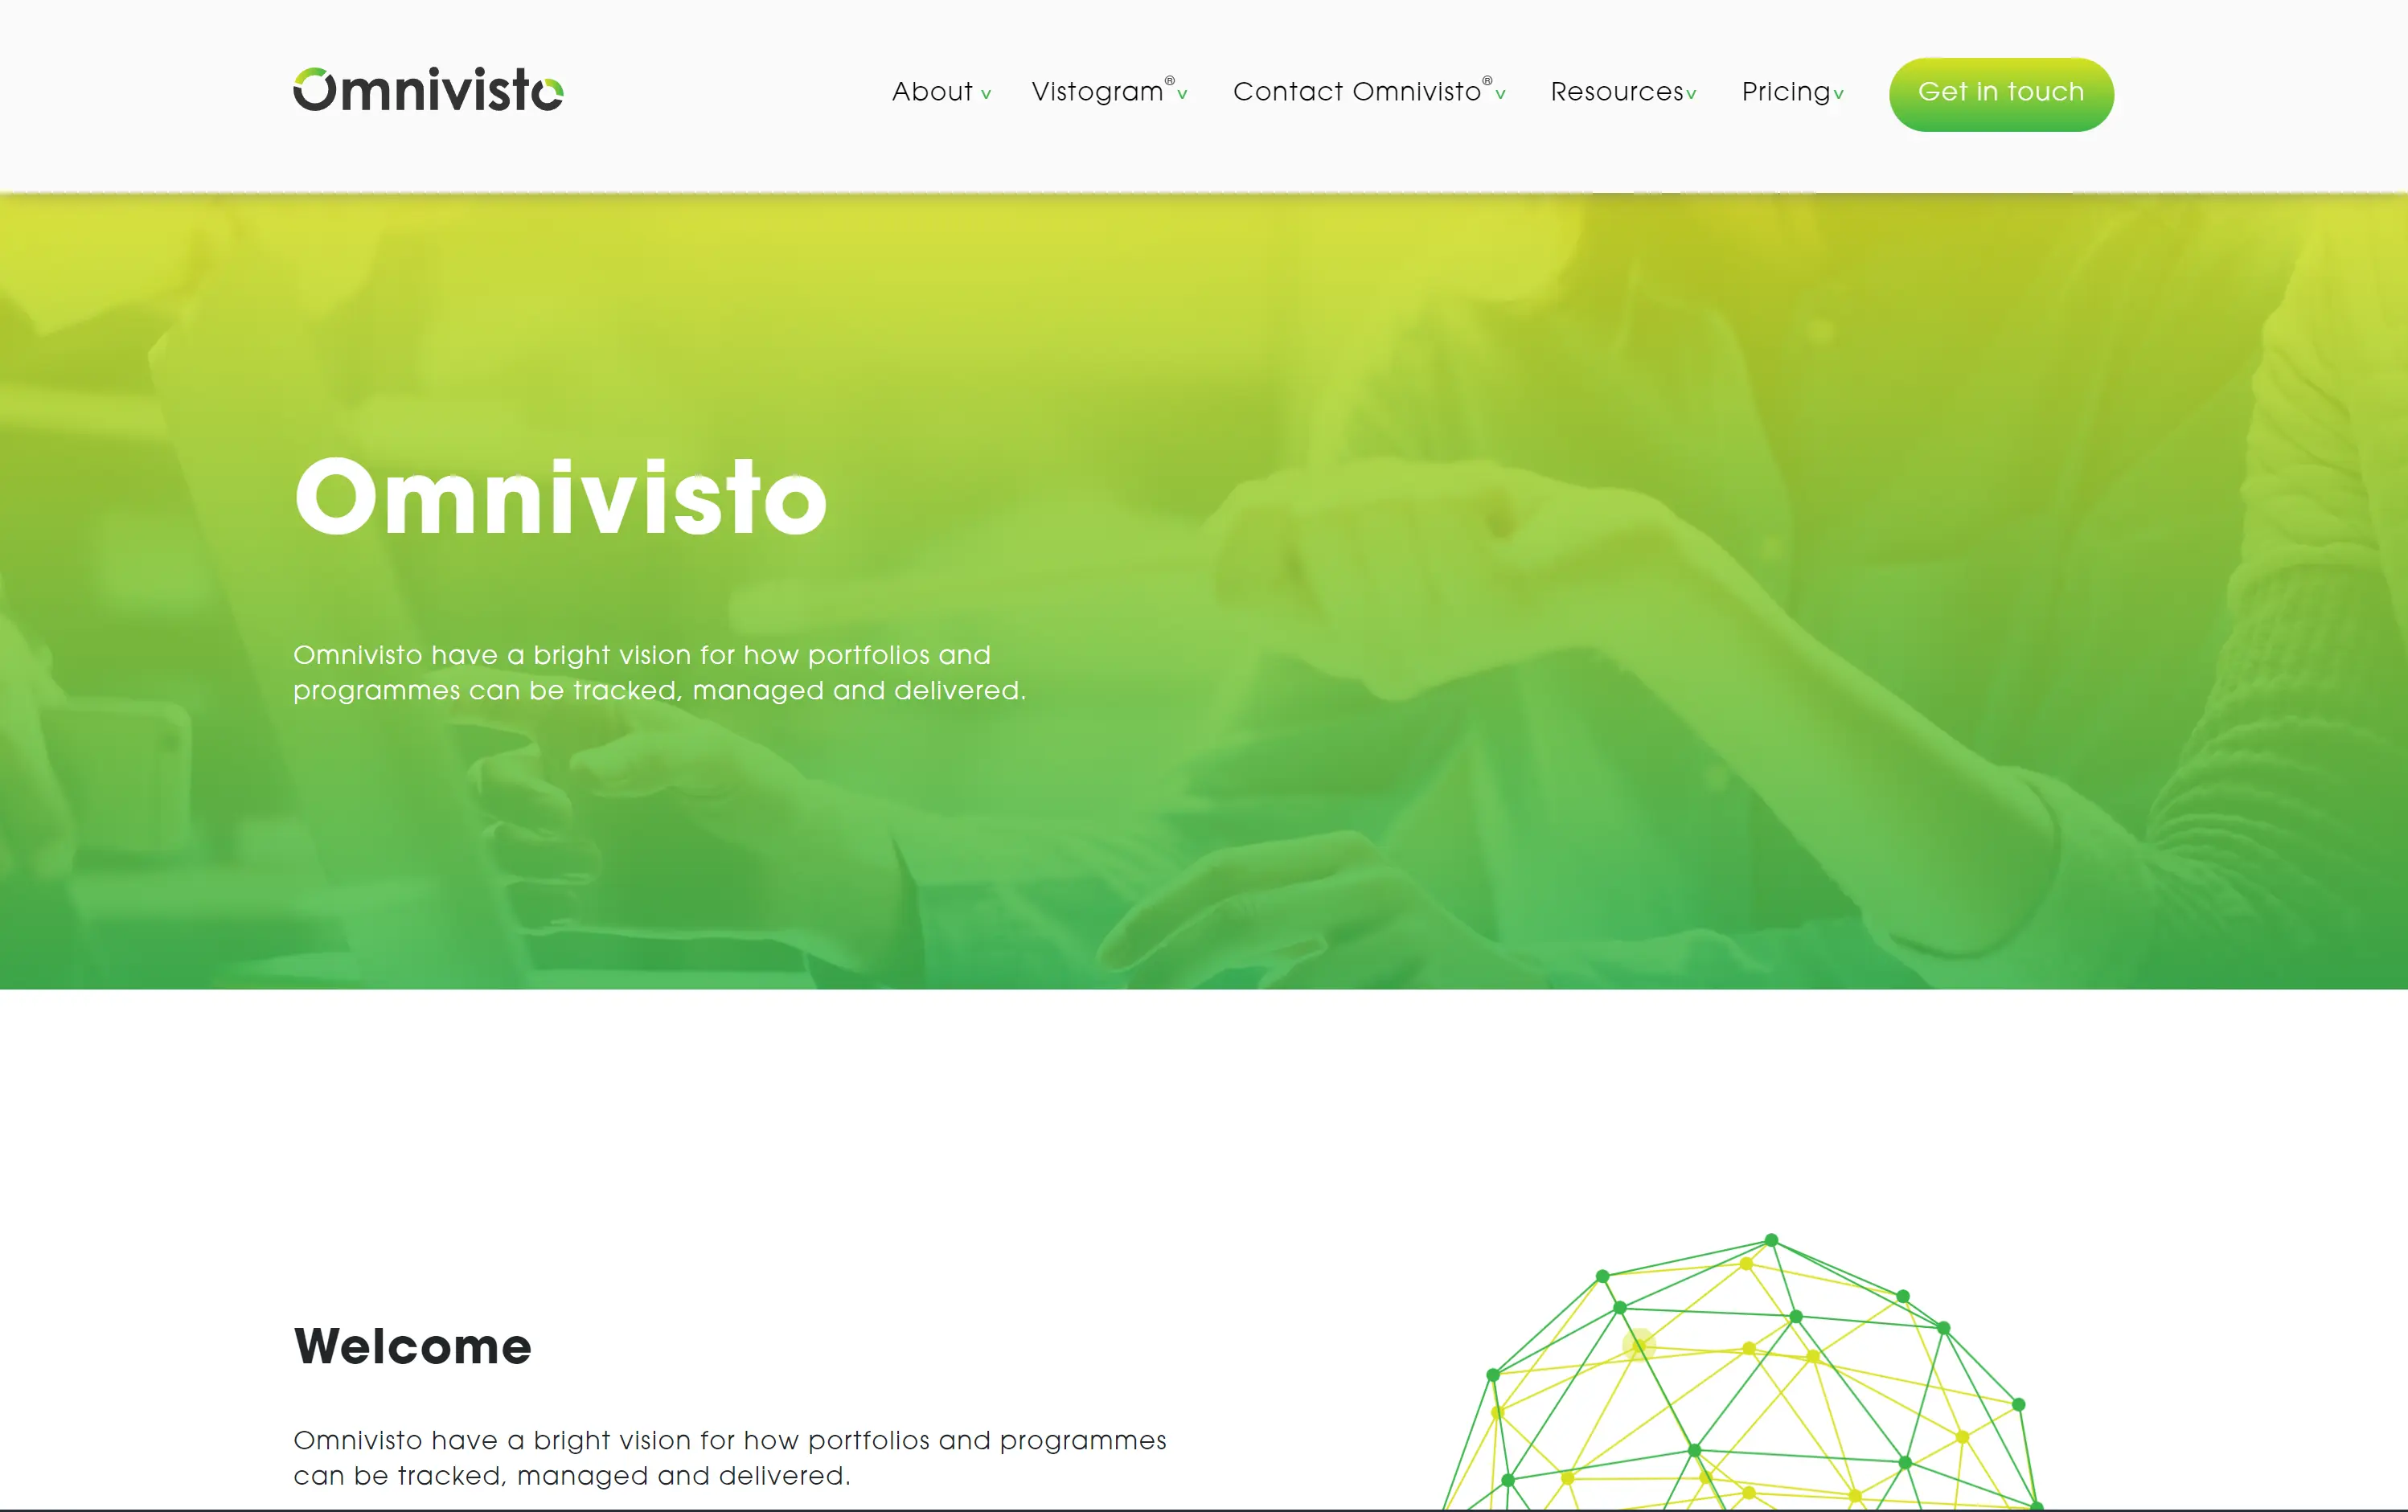 Omnivisto
About v
Vistogram®v
Contact Omnivisto®v
Resourcesv
Pricingv
Get in touch
Omnivisto
Omnivisto have a bright vision for how portfolios and
programmes can be tracked, managed and delivered.
Welcome
Omnivisto have a bright vision for how portfolios and programmes
can be tracked, managed and delivered.